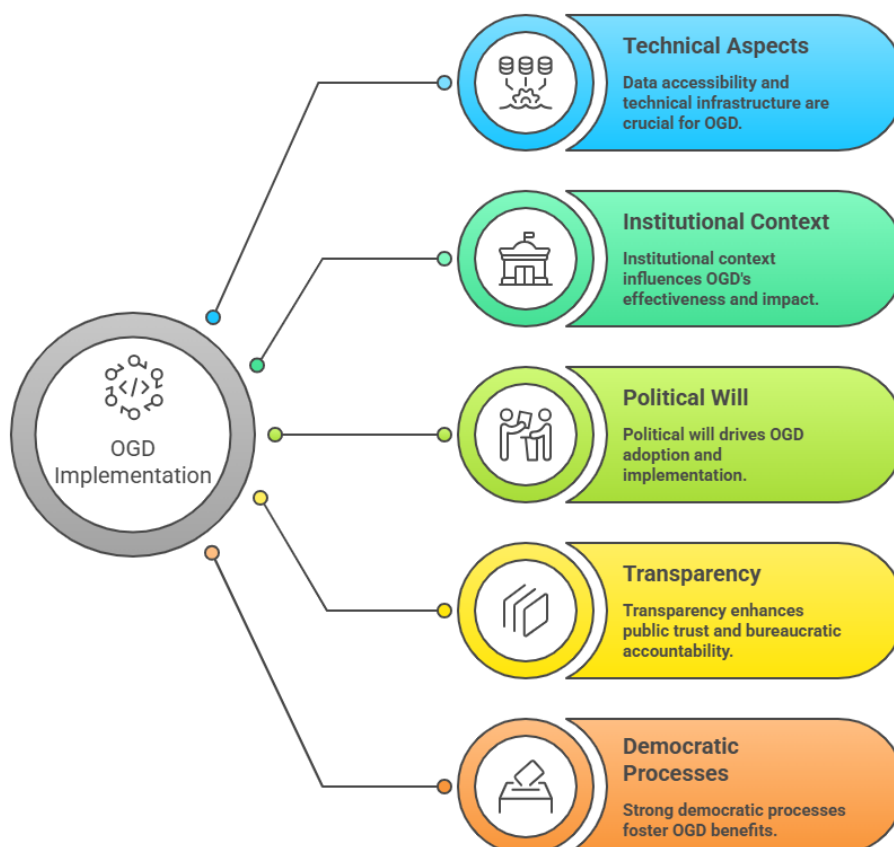 OGD
Implementation
Technical Aspects
Data accessibility and
technical infrastructure are
crucial for OGD.
Institutional Context
Institutional context
influences OGD's
effectiveness and impact.
Political Will
Political will drives OGD
adoption and
implementation.
Transparency
Transparency enhances
public trust and bureaucratic
accountability.
Democratic
Processes
Strong democratic processes
foster OGD benefits.